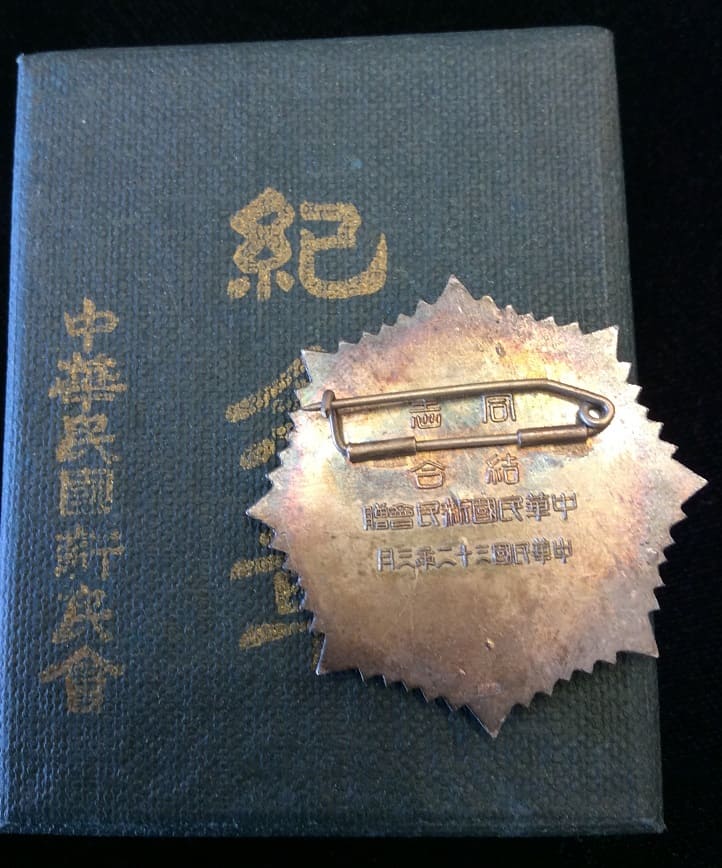 紀
中華民國新民會
同志
結合
中華民國新民會贈
中華民國三十二年三月